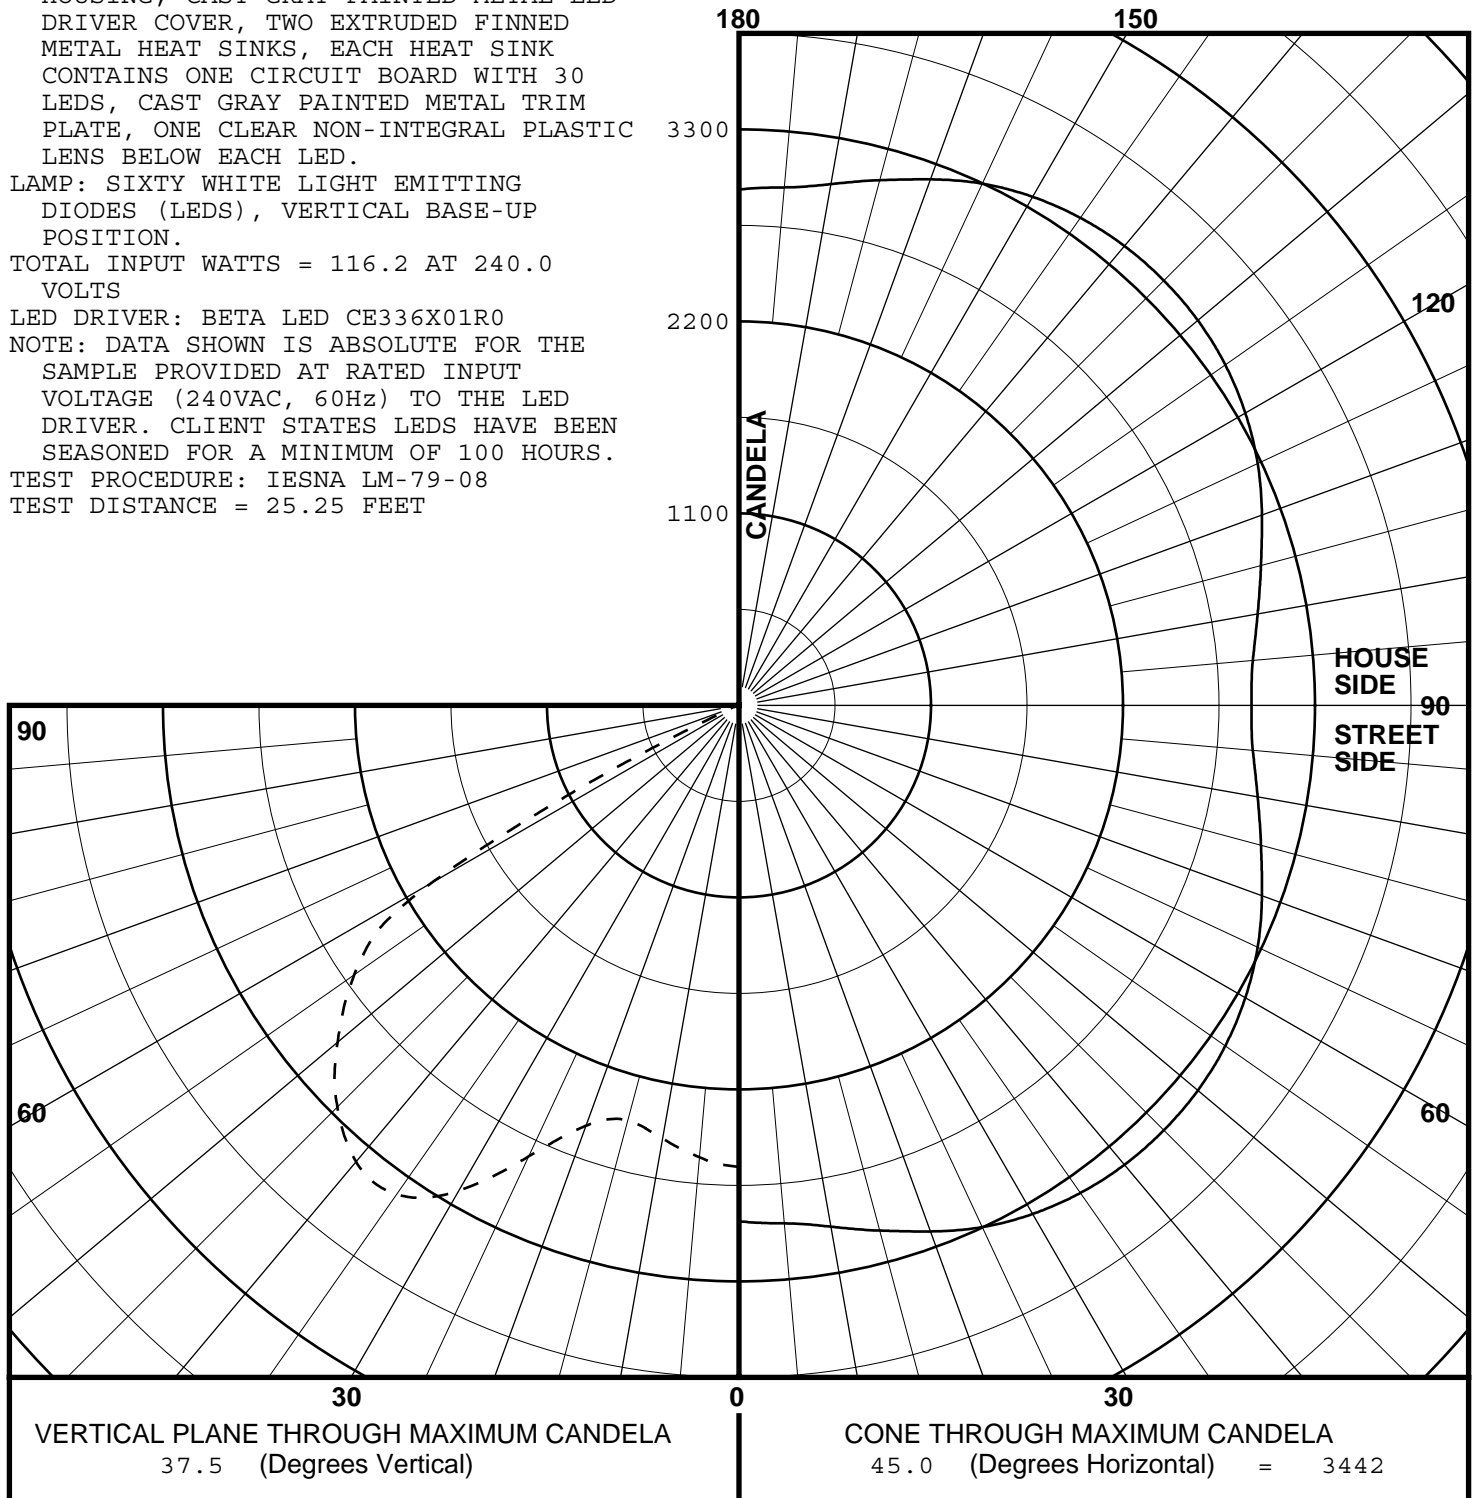 HOUSING, CAST GRAY PAINTED METAL LED
DRIVER COVER, TWO EXTRUDED FINNED
METAL HEAT SINKS, EACH HEAT SINK
CONTAINS ONE CIRCUIT BOARD WITH 30
LEDS, CAST GRAY PAINTED METAL TRIM
PLATE, ONE CLEAR NON-INTEGRAL PLASTIC
LENS BELOW EACH LED.
LAMP: SIXTY WHITE LIGHT EMITTING
DIODES (LEDS), VERTICAL BASE-UP
POSITION.
TOTAL INPUT WATTS = 116.2 AT 240.0
VOLTS
LED DRIVER: BETA LED CE336X01R0
NOTE: DATA SHOWN IS ABSOLUTE FOR THE
SAMPLE PROVIDED AT RATED INPUT
VOLTAGE (240VAC, 60Hz) TO THE LED
DRIVER. CLIENT STATES LEDS HAVE BEEN
SEASONED FOR A MINIMUM OF 100 HOURS.
TEST PROCEDURE: IESNA LM-79-08
TEST DISTANCE = 25.25 FEET
180
150
3300
120
2200
CANDELA
1100
HOUSE
SIDE
90
90
STREET
SIDE
60
60
30
0
30
VERTICAL PLANE THROUGH MAXIMUM CANDELA
37.5 (Degrees Vertical)
CONE THROUGH MAXIMUM CANDELA
45.0 (Degrees Horizontal) = 3442